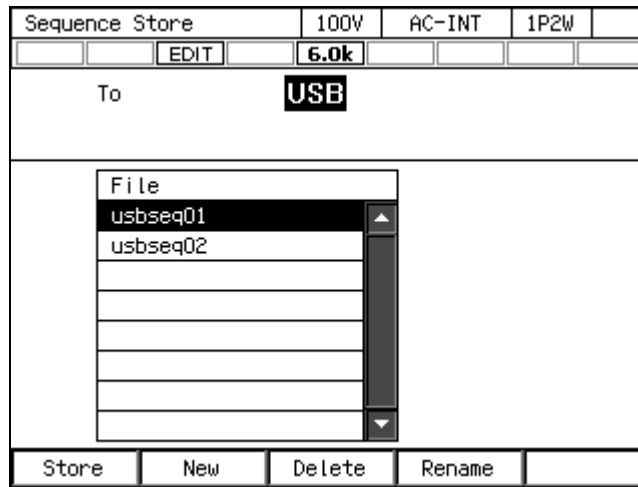 Sequence Store 100V AC-INT 1P2W
EDIT 6.0k
To USB
File
usbseq01
usbseq02
Store New Delete Rename